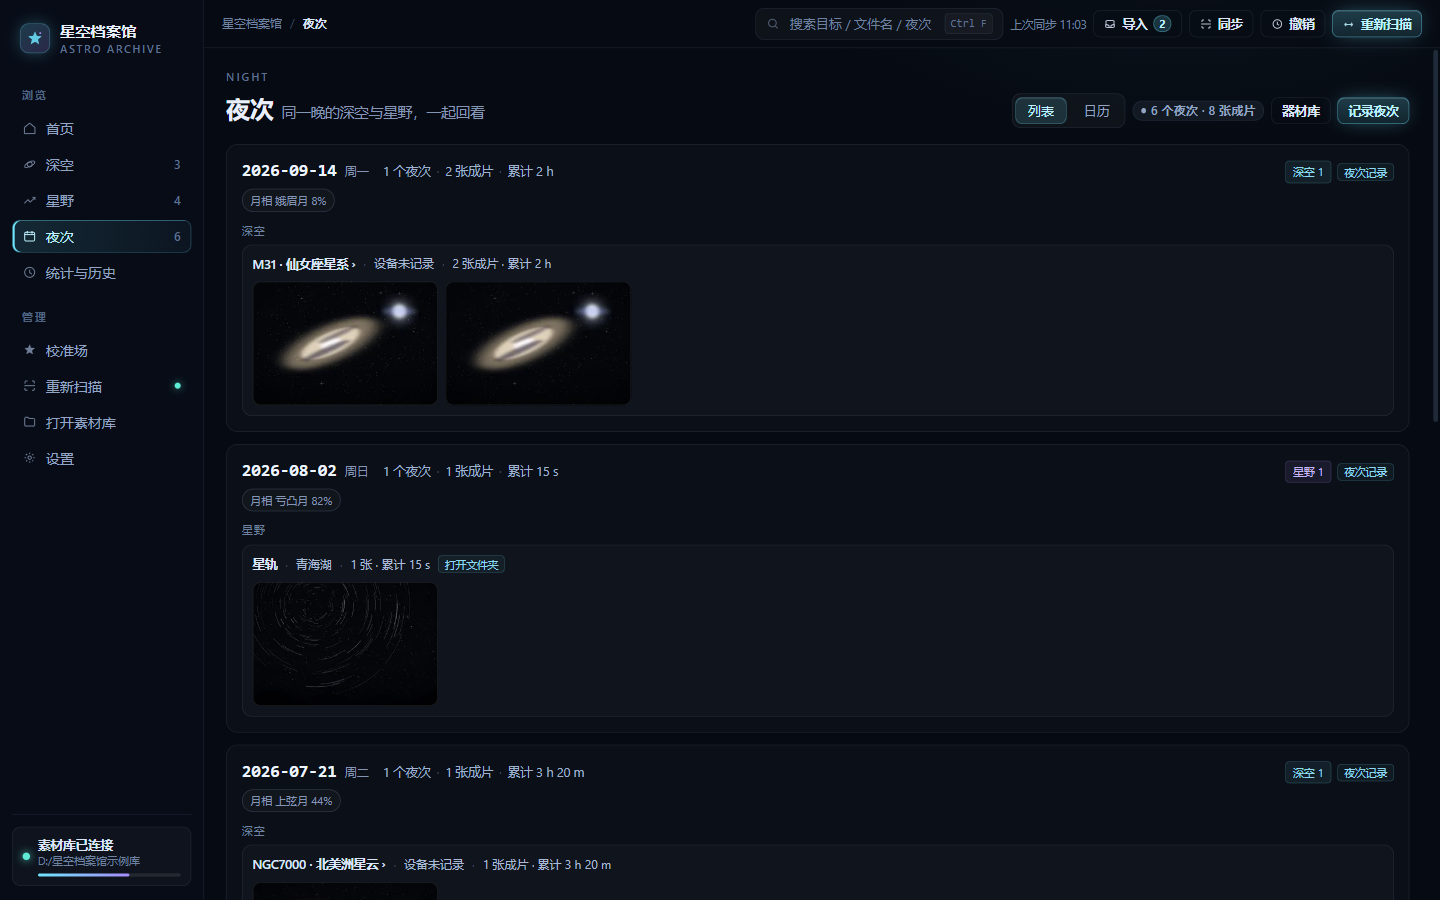 星空档案馆
ASTRO ARCHIVE
浏览
首页
深空 3
星野 4
夜次 6
统计与历史
管理
校准场
重新扫描
打开素材库
设置
素材库已连接
D:/星空档案馆示例库
星空档案馆 / 夜次
搜索目标 / 文件名 / 夜次 Ctrl F
上次同步 11:03
导入 2
同步
撤销
重新扫描
NIGHT
夜次 同一晚的深空与星野，一起回看
列表 日历
6 个夜次 · 8 张成片
器材库
记录夜次
2026-09-14 周一 1 个夜次 · 2 张成片 · 累计 2 h
深空 1 夜次记录
月相 娥眉月 8%
深空
M31 · 仙女座星系 › · 设备未记录 · 2 张成片 · 累计 2 h
2026-08-02 周日 1 个夜次 · 1 张成片 · 累计 15 s
星野 1 夜次记录
月相 亏凸月 82%
星野
星轨 · 青海湖 · 1 张 · 累计 15 s 打开文件夹
2026-07-21 周二 1 个夜次 · 1 张成片 · 累计 3 h 20 m
深空 1 夜次记录
月相 上弦月 44%
深空
NGC7000 · 北美洲星云 › · 设备未记录 · 1 张成片 · 累计 3 h 20 m